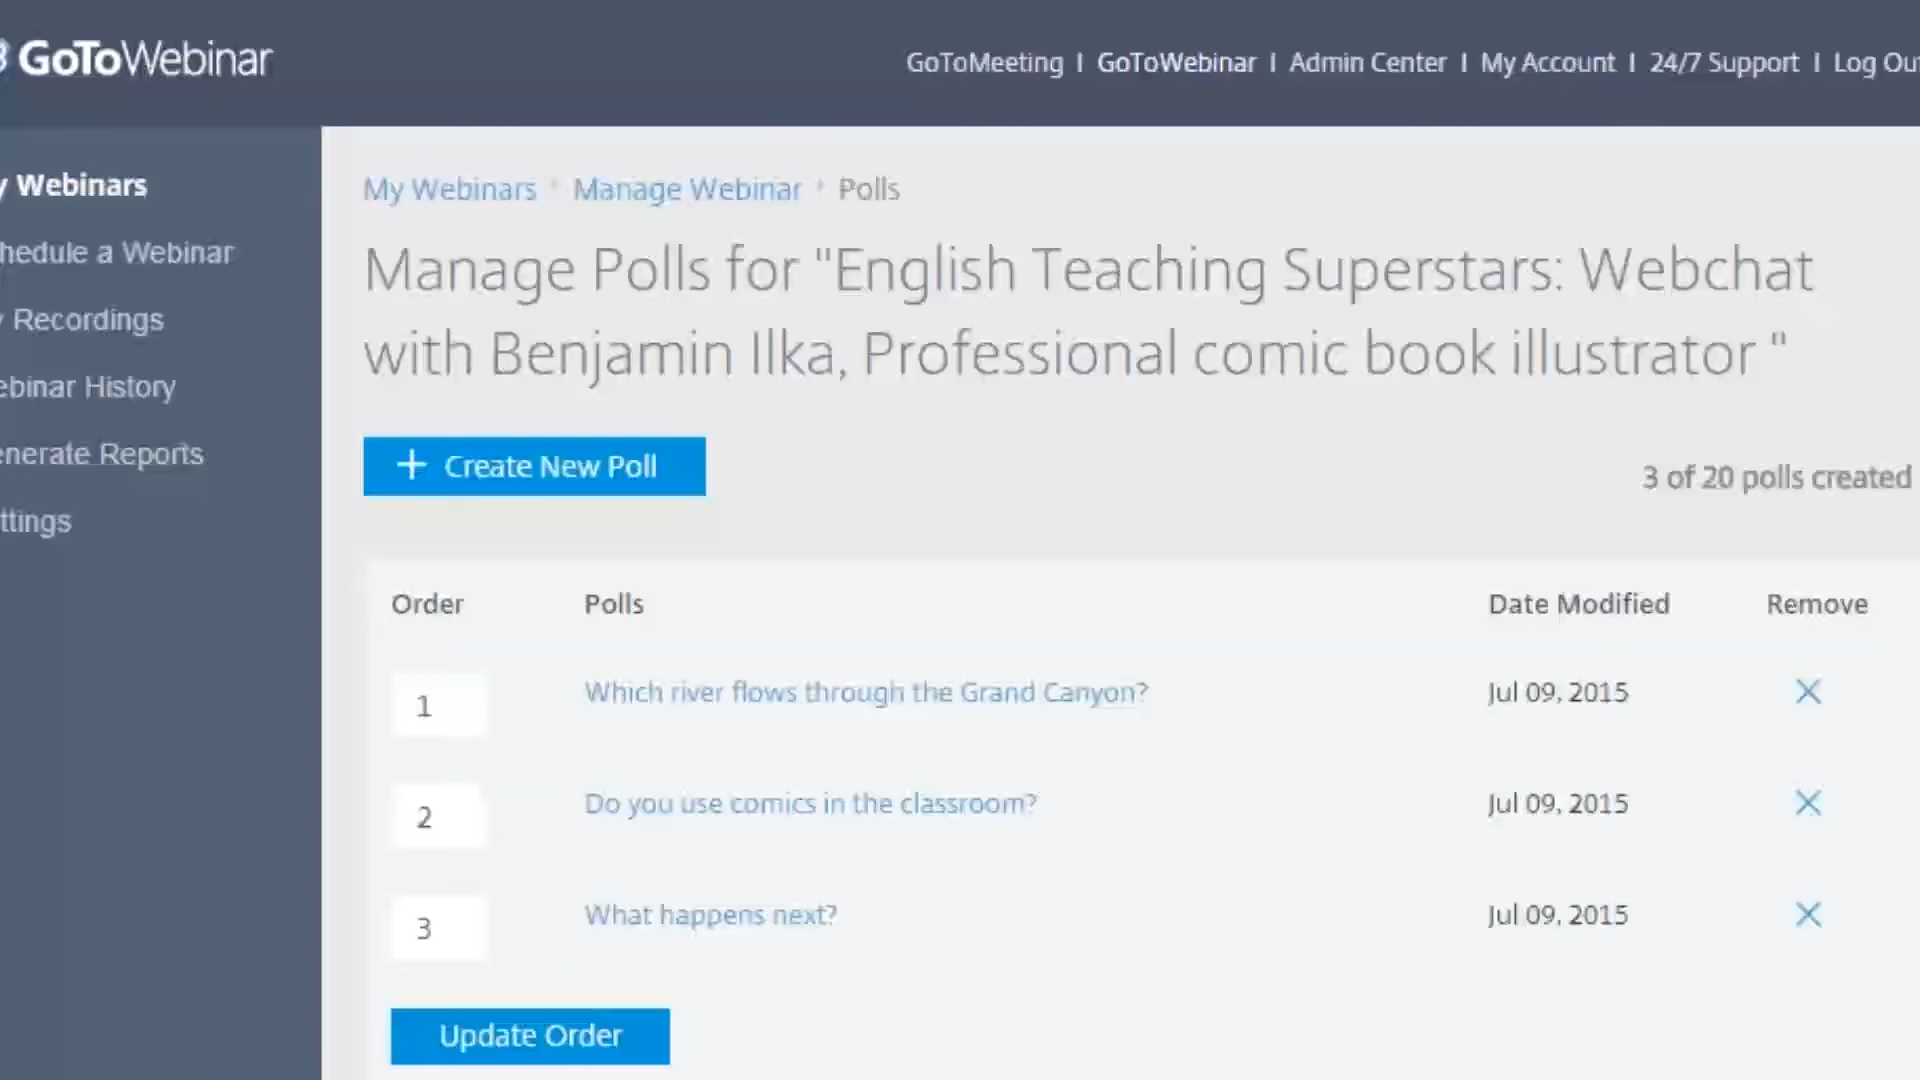 GoToWebinar
GoToMeeting | GoToWebinar | Admin Center | My Account | 24/7 Support | Log Out
y Webinars
hedule a Webinar
y Recordings
ebinar History
enerate Reports
ttings
My Webinars › Manage Webinar › Polls
Manage Polls for "English Teaching Superstars: Webchat
with Benjamin Ilka, Professional comic book illustrator "
+ Create New Poll
3 of 20 polls created
Order Polls Date Modified Remove
1 Which river flows through the Grand Canyon? Jul 09, 2015 X
2 Do you use comics in the classroom? Jul 09, 2015 X
3 What happens next? Jul 09, 2015 X
Update Order